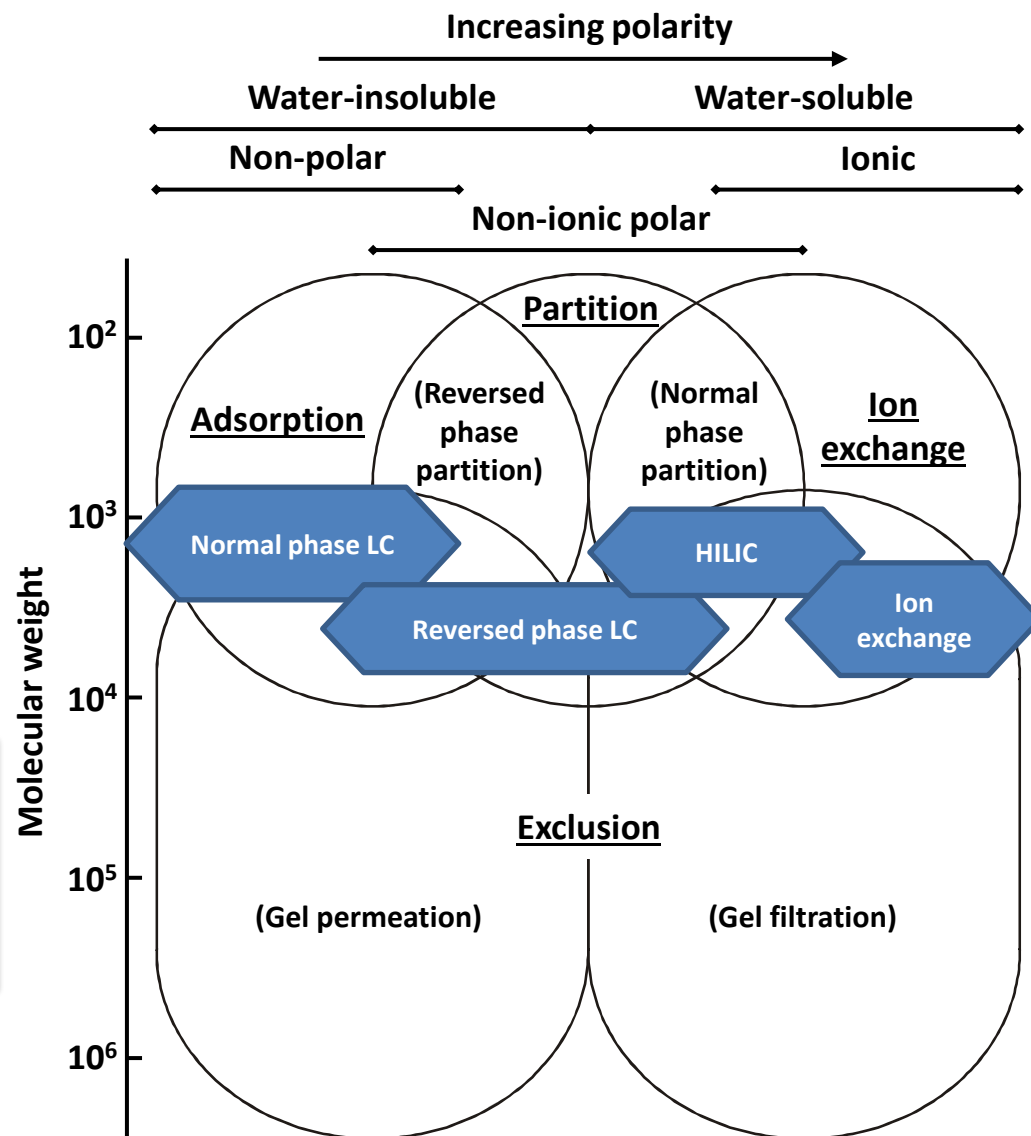 Increasing polarity
Water-insoluble
Water-soluble
Non-polar
Ionic
Non-ionic polar
Partition
10²
(Reversed
phase
partition)
(Normal
phase
partition)
Adsorption
Ion
exchange
10³
Normal phase LC
HILIC
Reversed phase LC
Ion
exchange
Molecular weight
10⁴
Exclusion
10⁵
(Gel permeation)
(Gel filtration)
10⁶